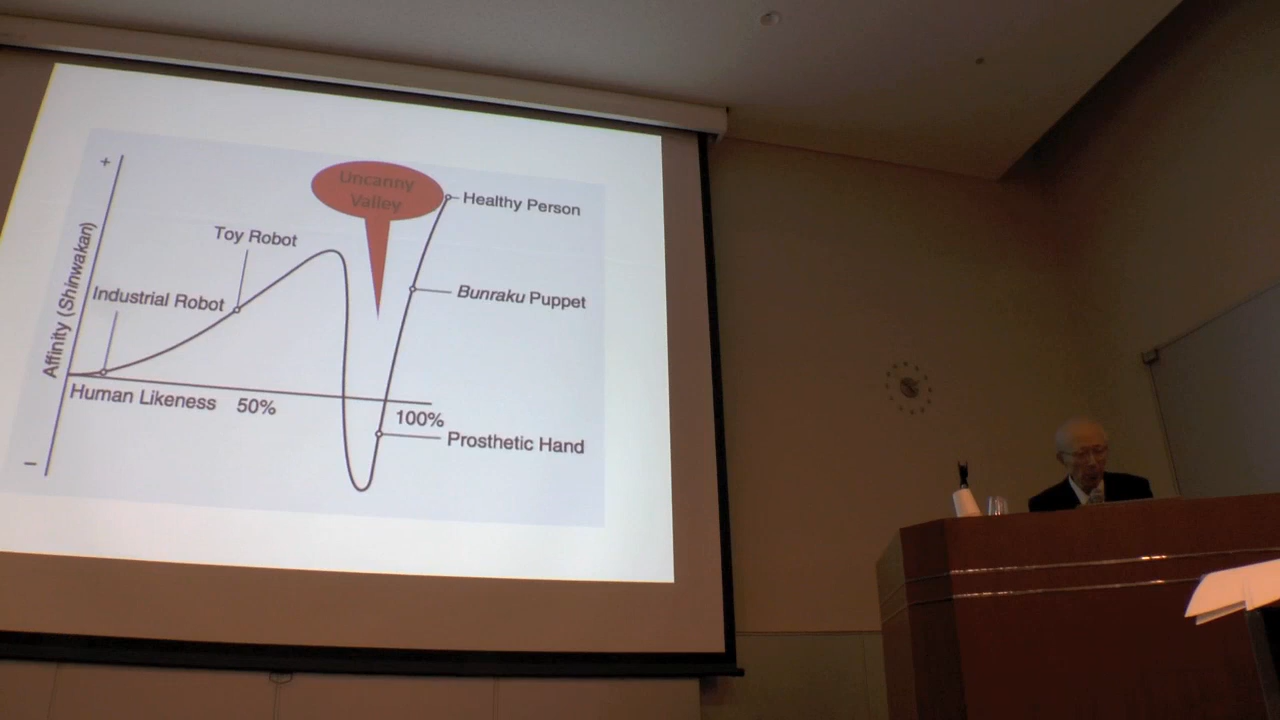 +
Uncanny
Valley
Healthy Person
Toy Robot
Industrial Robot
Bunraku Puppet
Affinity (Shinwakan)
Human Likeness 50%
100%
Prosthetic Hand
–